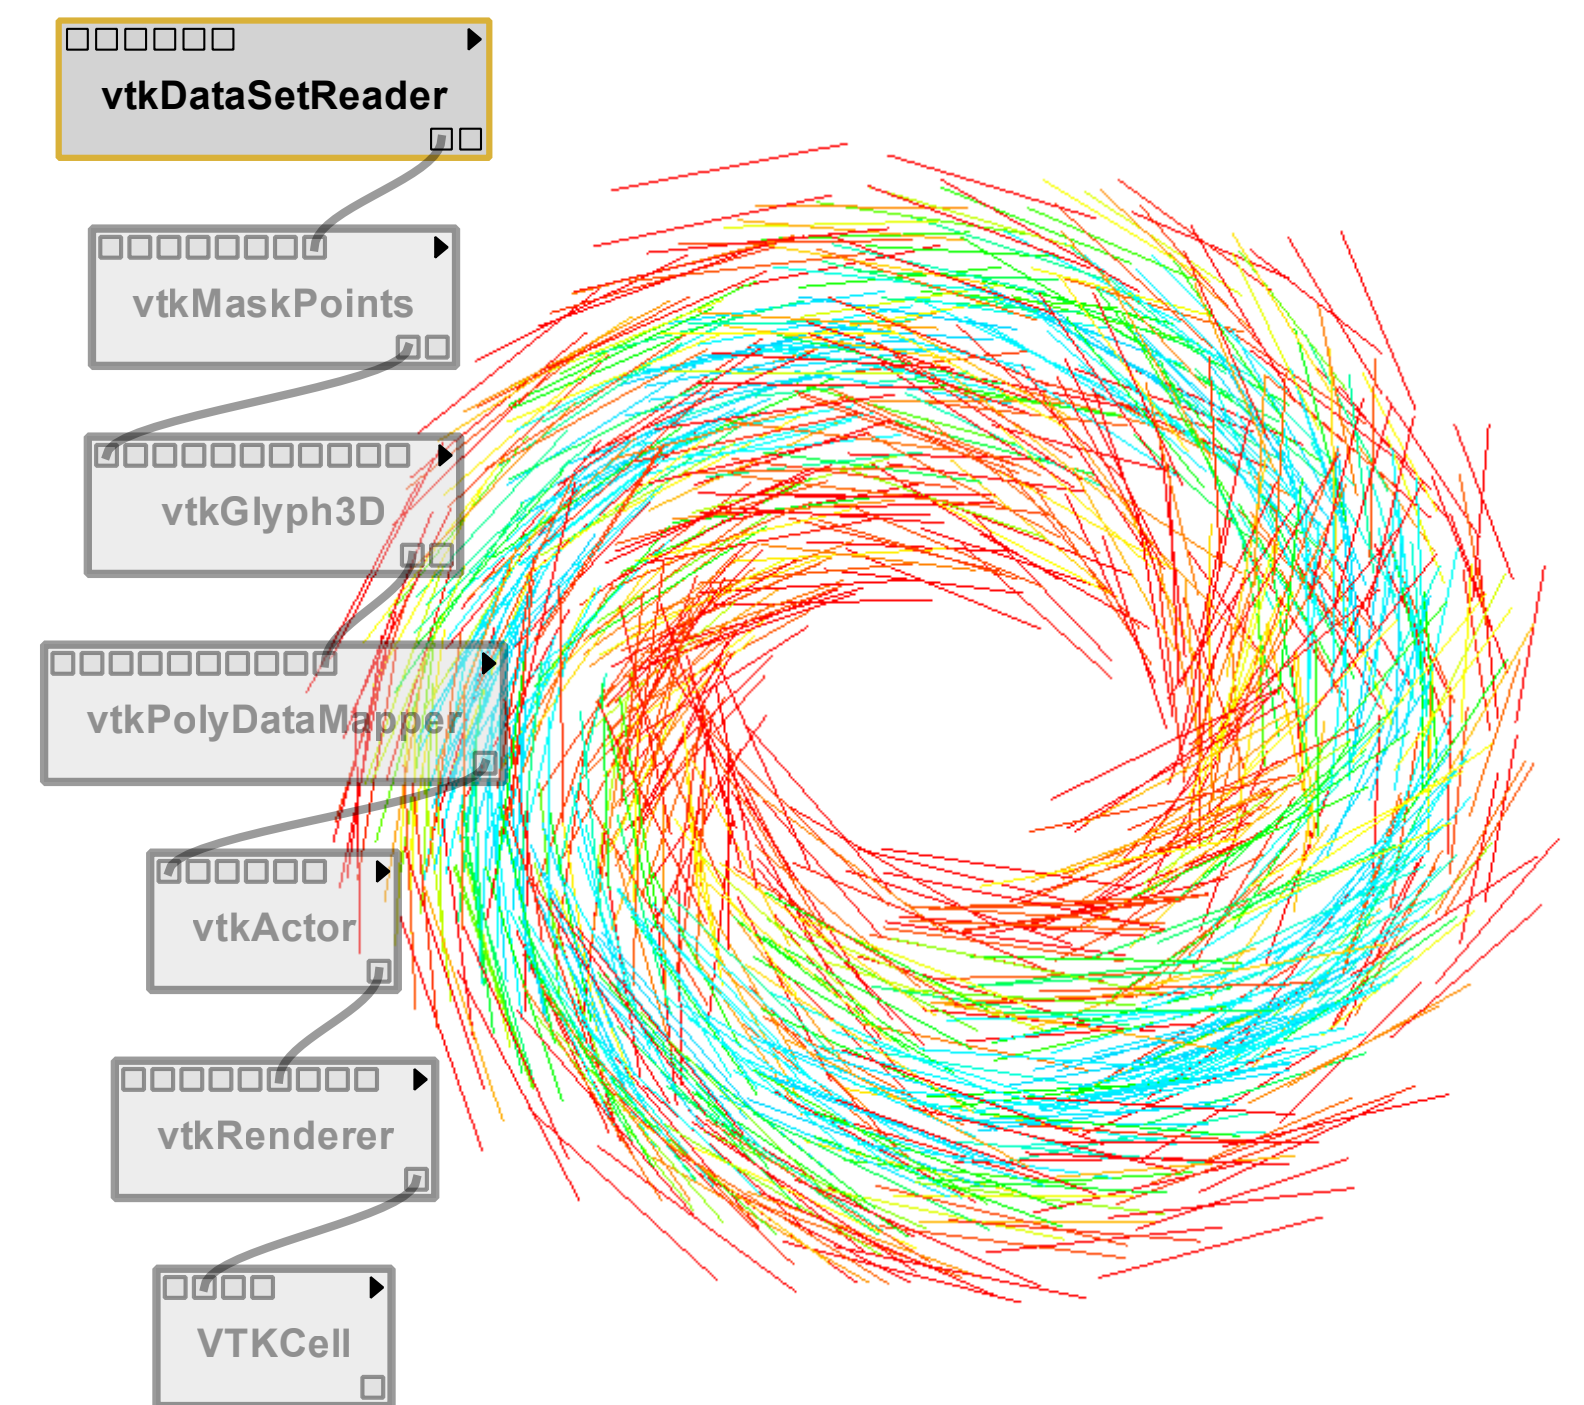 vtkDataSetReader
vtkMaskPoints
vtkGlyph3D
vtkPolyDataMapper
vtkActor
vtkRenderer
VTKCell